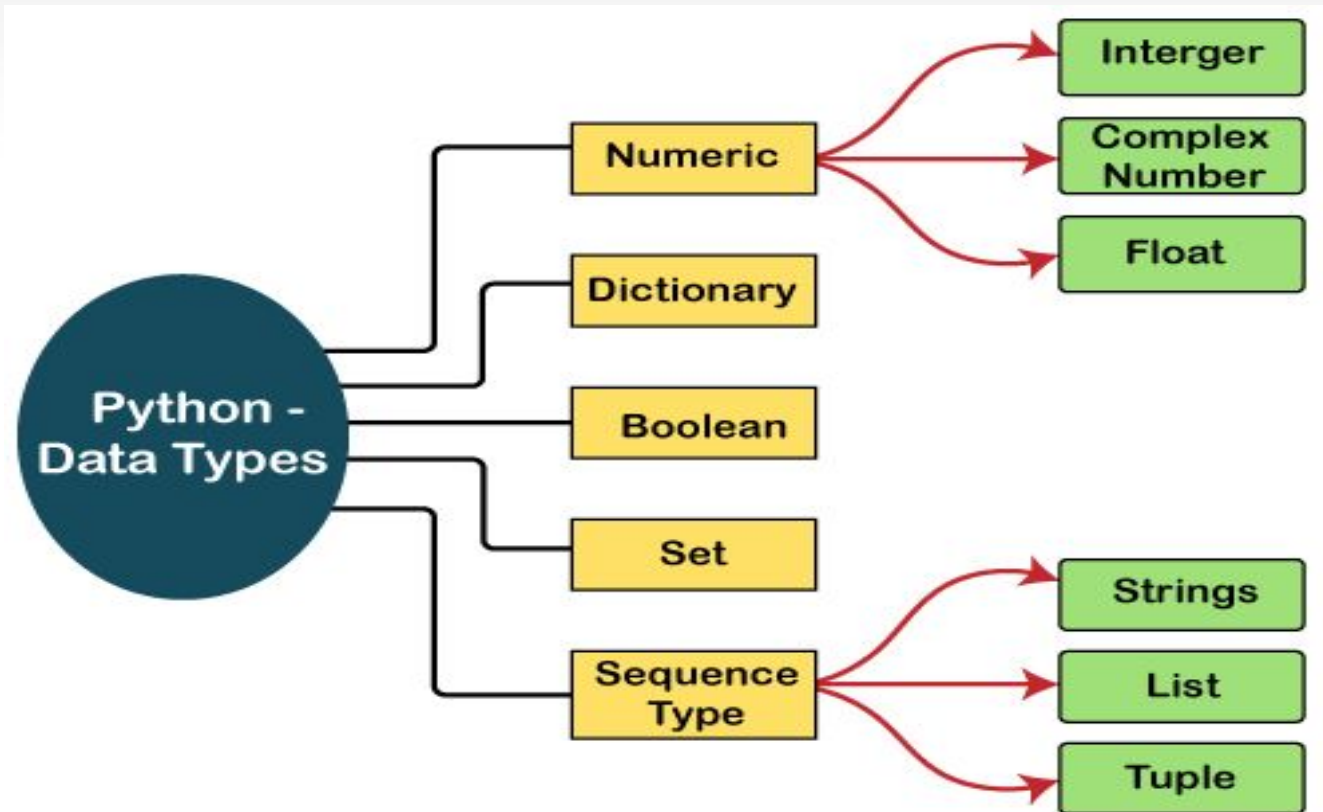 Python -
Data Types
Numeric
Dictionary
Boolean
Set
Sequence
Type
Interger
Complex
Number
Float
Strings
List
Tuple